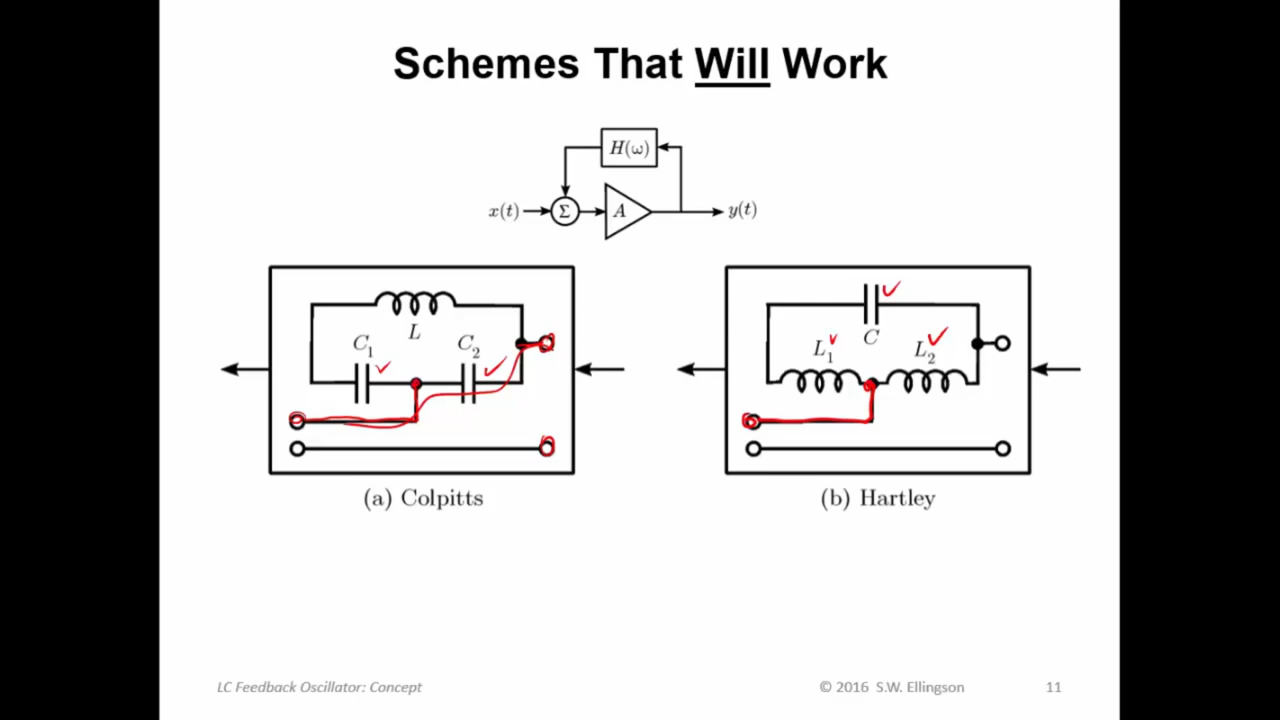 Schemes That Will Work
H(ω)
x(t) Σ A y(t)
L
C₁ C₂
(a) Colpitts
C
L₁ L₂
(b) Hartley
LC Feedback Oscillator: Concept © 2016 S.W. Ellingson 11